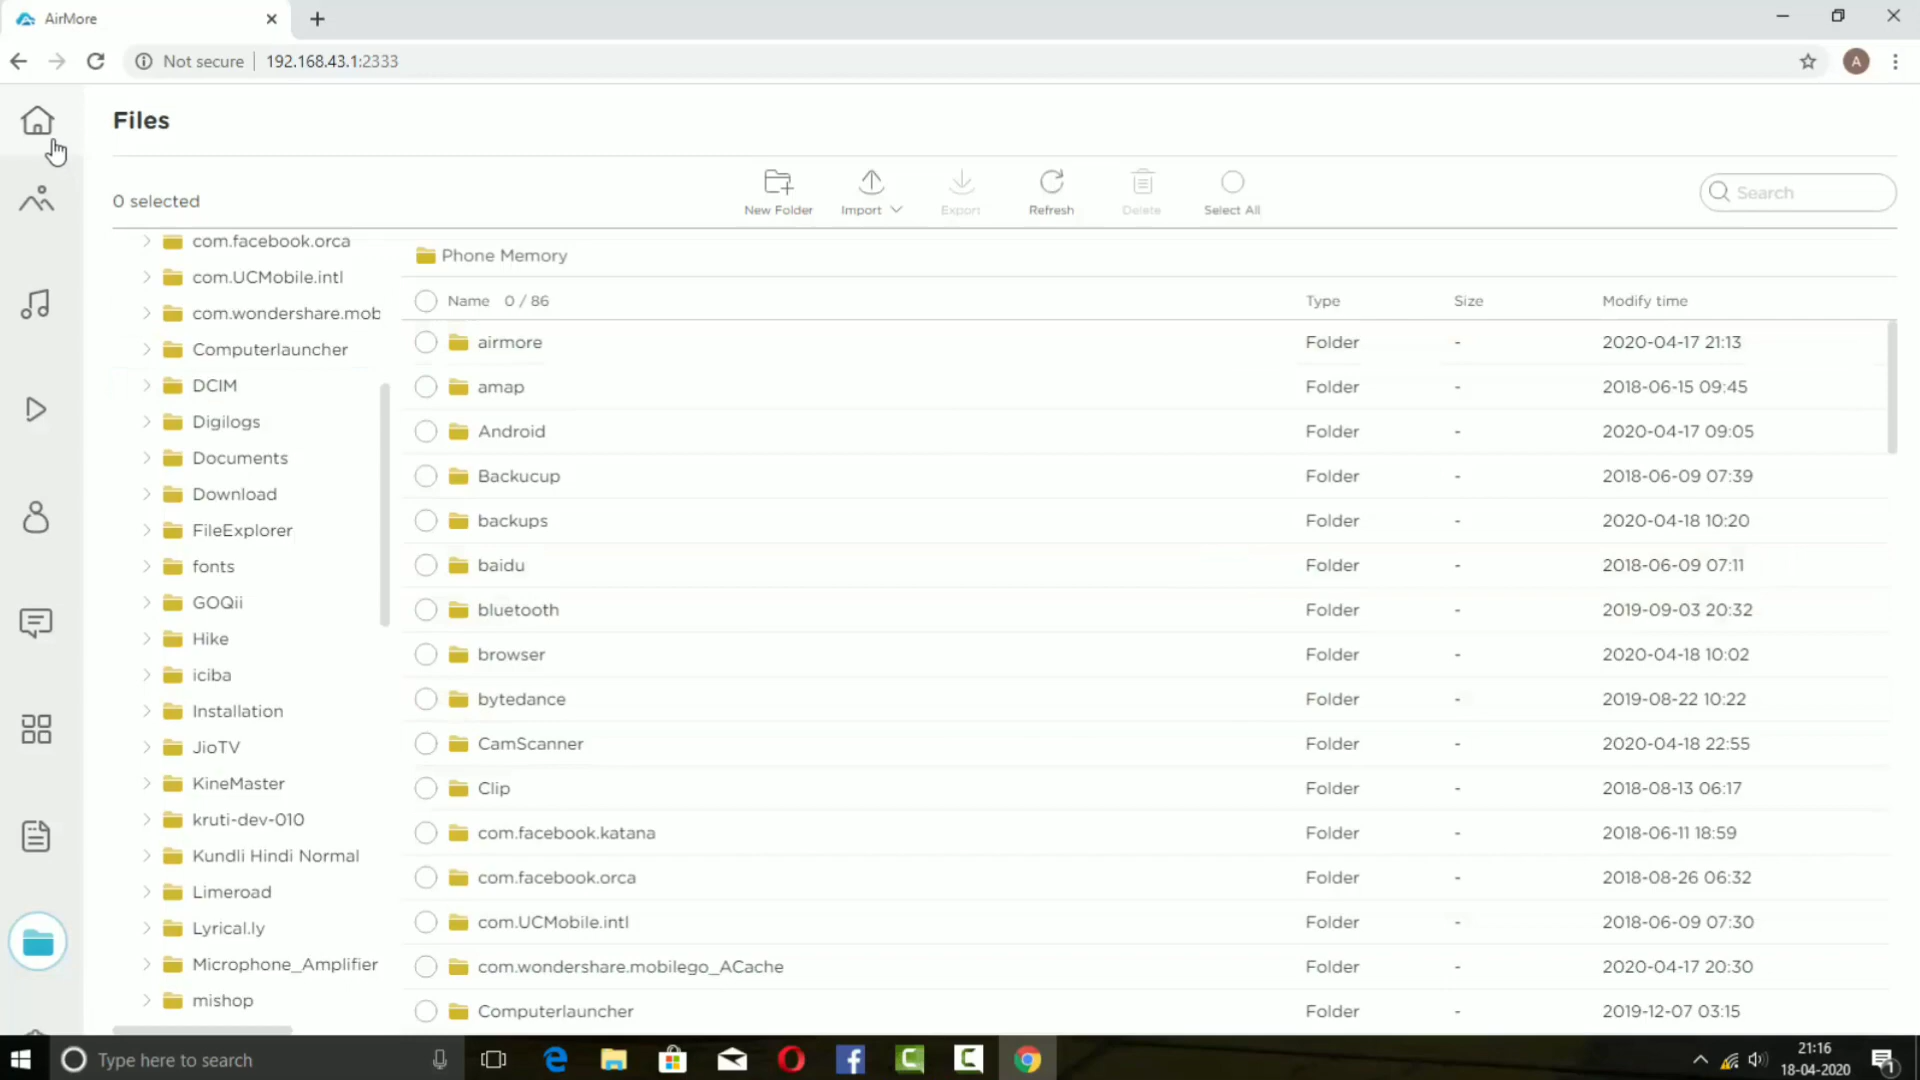 AirMore
Not secure
192.168.43.1:2333
A
Files
0 selected
New Folder
Import
Export
Refresh
Delete
Select All
Search
com.facebook.orca
com.UCMobile.intl
com.wondershare.mob
Computerlauncher
DCIM
Digilogs
Documents
Download
FileExplorer
fonts
GOQii
Hike
iciba
Installation
JioTV
KineMaster
kruti-dev-010
Kundli Hindi Normal
Limeroad
Lyrical.ly
Microphone_Amplifier
mishop
Phone Memory
Name 0 / 86 Type Size Modify time
airmore Folder - 2020-04-17 21:13
amap Folder - 2018-06-15 09:45
Android Folder - 2020-04-17 09:05
Backucup Folder - 2018-06-09 07:39
backups Folder - 2020-04-18 10:20
baidu Folder - 2018-06-09 07:11
bluetooth Folder - 2019-09-03 20:32
browser Folder - 2020-04-18 10:02
bytedance Folder - 2019-08-22 10:22
CamScanner Folder - 2020-04-18 22:55
Clip Folder - 2018-08-13 06:17
com.facebook.katana Folder - 2018-06-11 18:59
com.facebook.orca Folder - 2018-08-26 06:32
com.UCMobile.intl Folder - 2018-06-09 07:30
com.wondershare.mobilego_ACache Folder - 2020-04-17 20:30
Computerlauncher Folder - 2019-12-07 03:15
Type here to search
21:16
18-04-2020
1